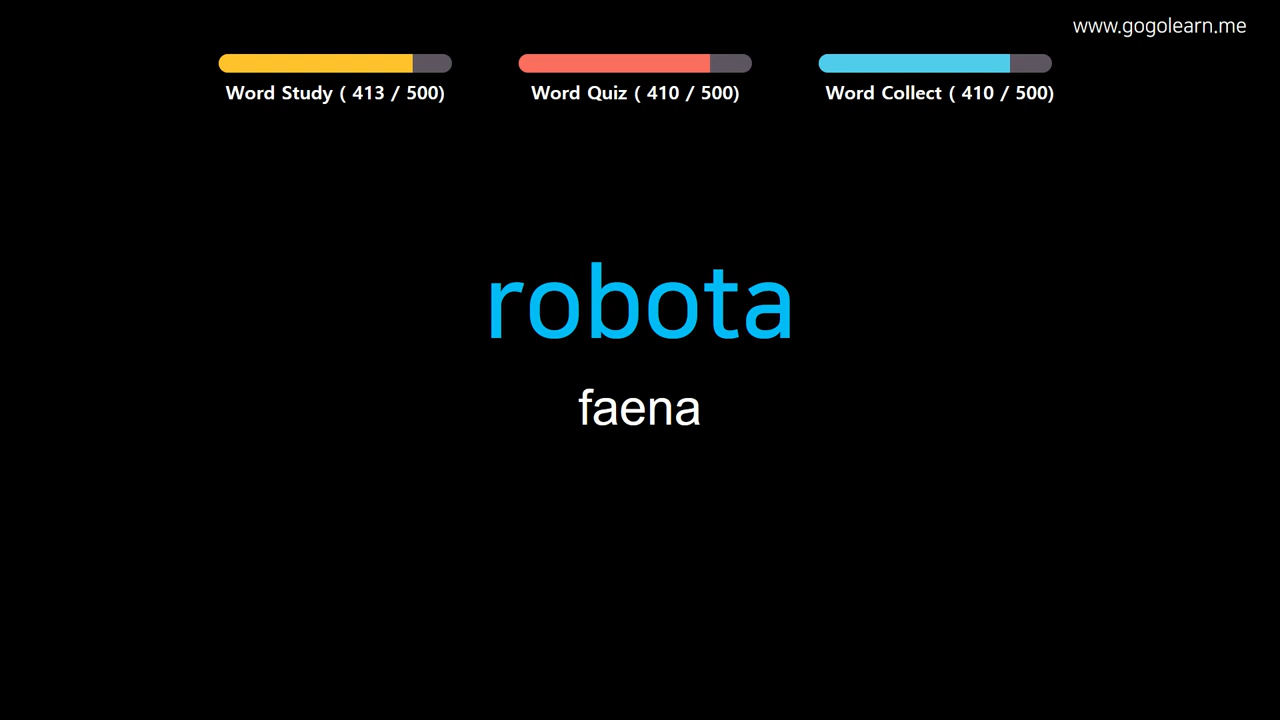 www.gogolearn.me
Word Study ( 413 / 500)
Word Quiz ( 410 / 500)
Word Collect ( 410 / 500)
robota
faena